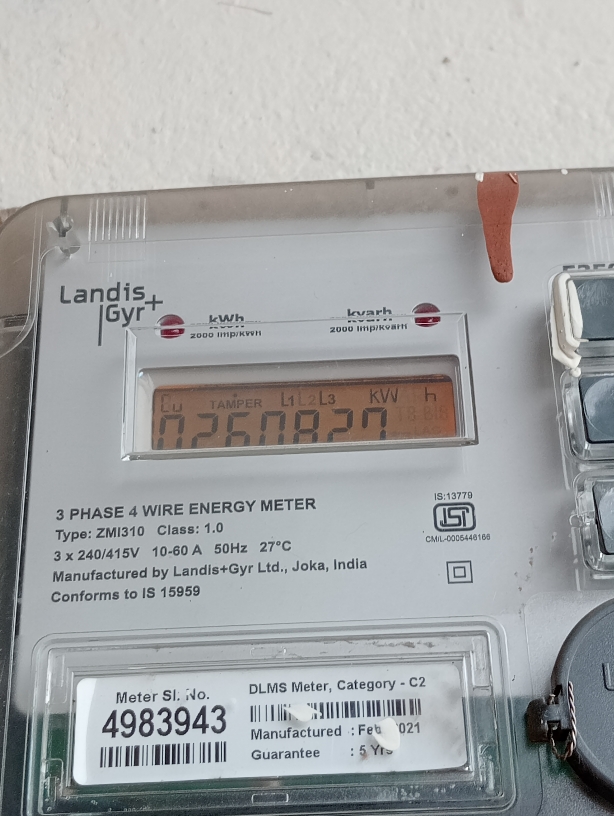 Landis
|Gyr+
kWh
2000 Imp/kWh
kvarh
2000 Imp/kvarh
Cu TAMPER L1 L2 L3 kW h
0260827
3 PHASE 4 WIRE ENERGY METER
Type: ZMI310 Class: 1.0
3 x 240/415V 10-60 A 50Hz 27°C
Manufactured by Landis+Gyr Ltd., Joka, India
Conforms to IS 15959
IS:13779
ISI
CM/L-0005446166
Meter Sl. No.
4983943
DLMS Meter, Category - C2
Manufactured : Feb 2021
Guarantee : 5 Yrs